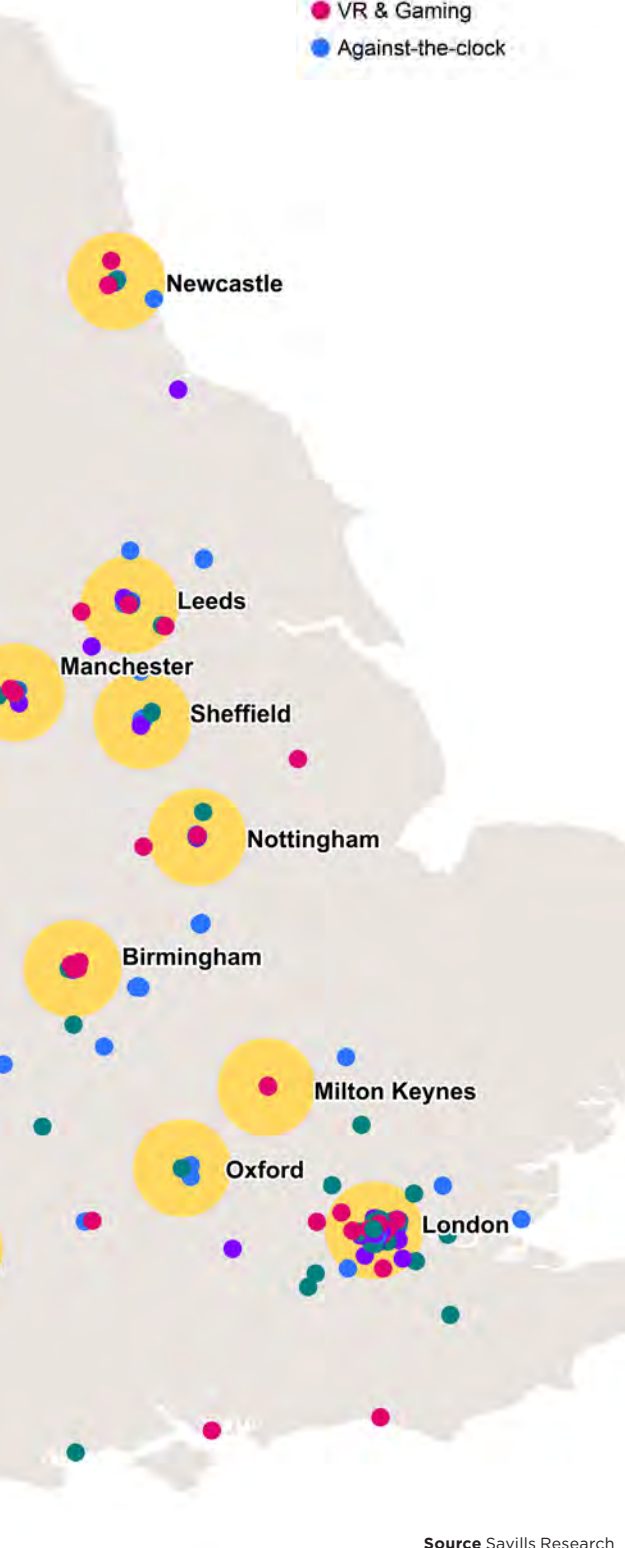 VR & Gaming
Against-the-clock
Newcastle
Leeds
Manchester
Sheffield
Nottingham
Birmingham
Milton Keynes
Oxford
London
Source Savills Research